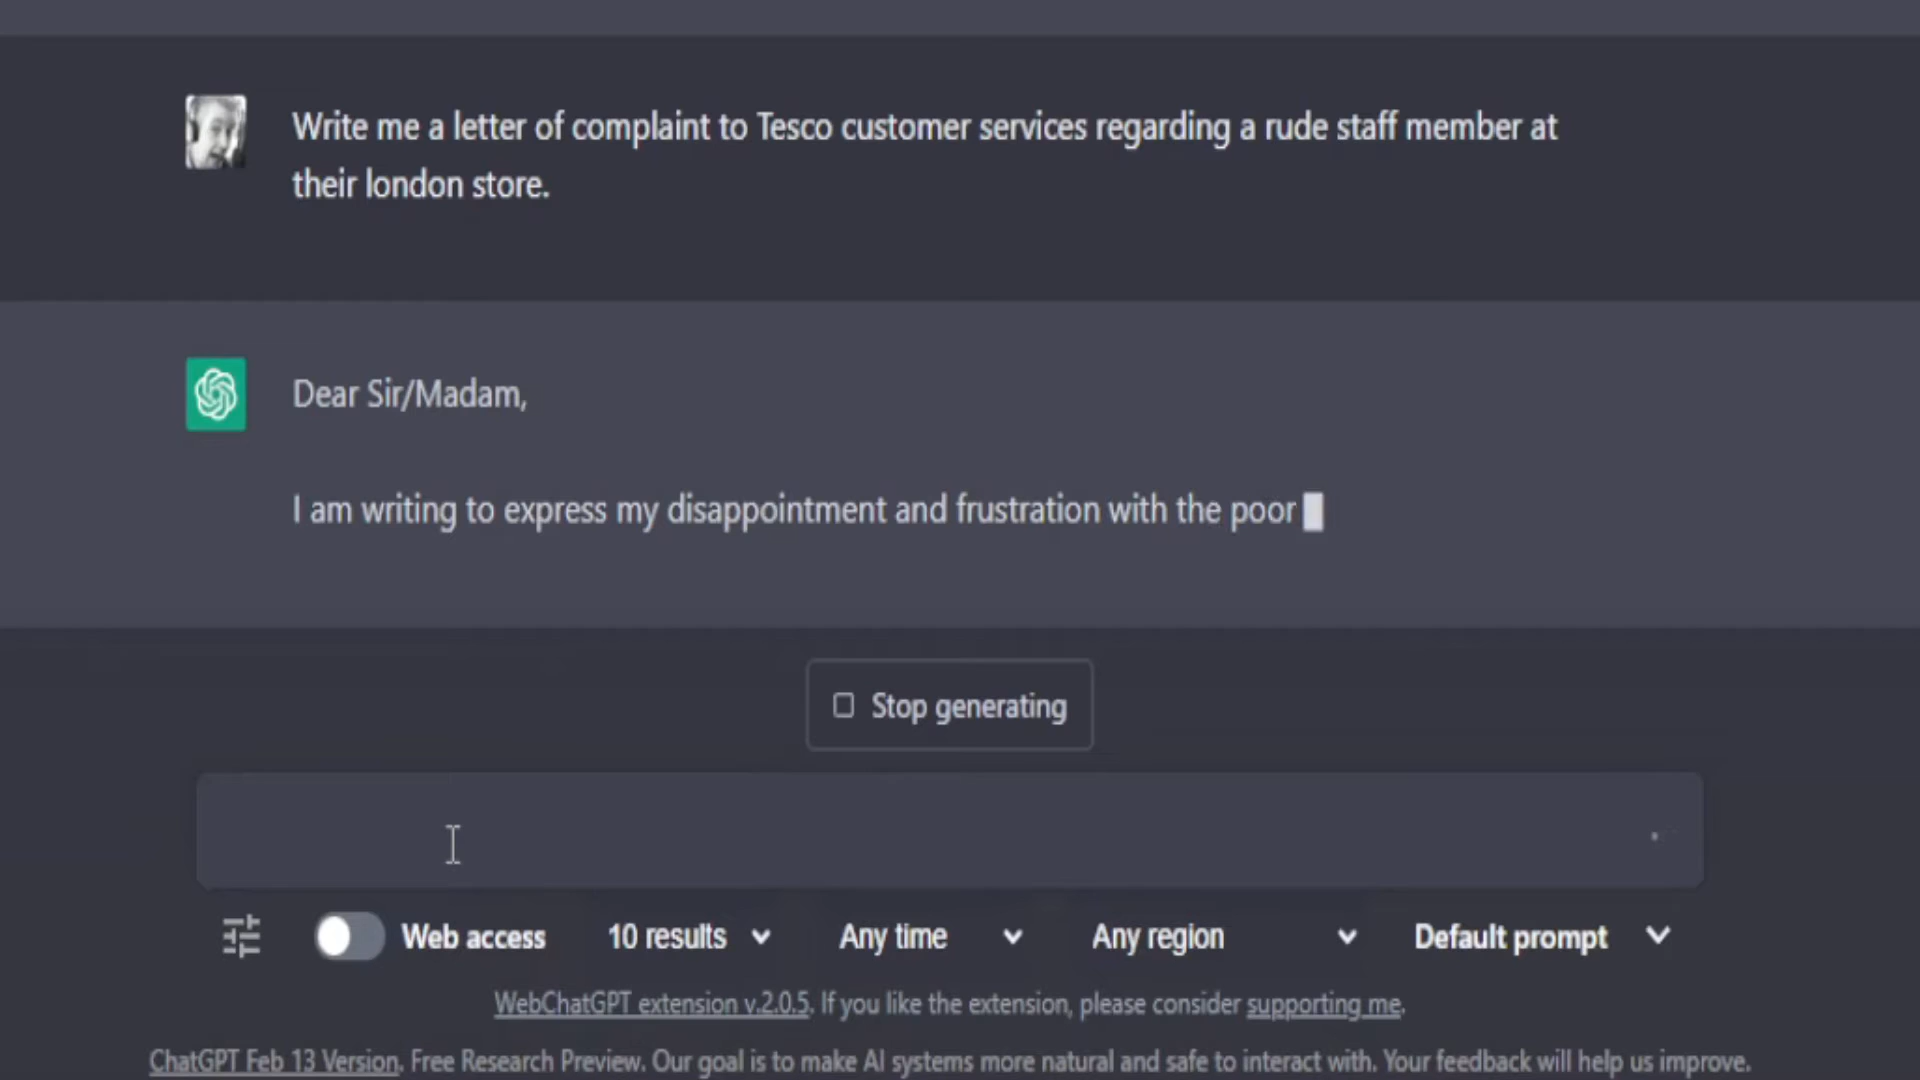 Write me a letter of complaint to Tesco customer services regarding a rude staff member at
their london store.
Dear Sir/Madam,
I am writing to express my disappointment and frustration with the poor
Stop generating
Web access 10 results Any time Any region Default prompt
WebChatGPT extension v.2.0.5. If you like the extension, please consider supporting me.
ChatGPT Feb 13 Version. Free Research Preview. Our goal is to make AI systems more natural and safe to interact with. Your feedback will help us improve.